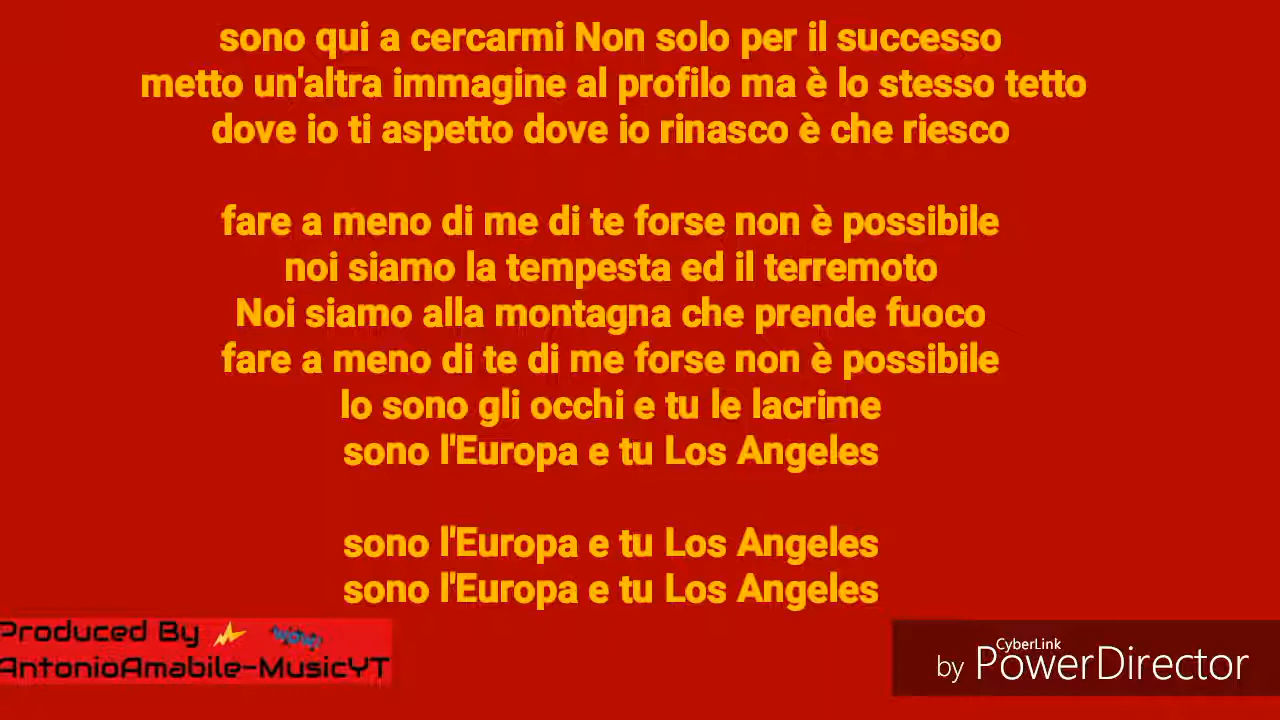 sono qui a cercarmi Non solo per il successo
metto un'altra immagine al profilo ma è lo stesso tetto
dove io ti aspetto dove io rinasco è che riesco
fare a meno di me di te forse non è possibile
noi siamo la tempesta ed il terremoto
Noi siamo alla montagna che prende fuoco
fare a meno di te di me forse non è possibile
Io sono gli occhi e tu le lacrime
sono l'Europa e tu Los Angeles
sono l'Europa e tu Los Angeles
sono l'Europa e tu Los Angeles
Produced By
AntonioAmabile-MusicYT
CyberLink
by PowerDirector